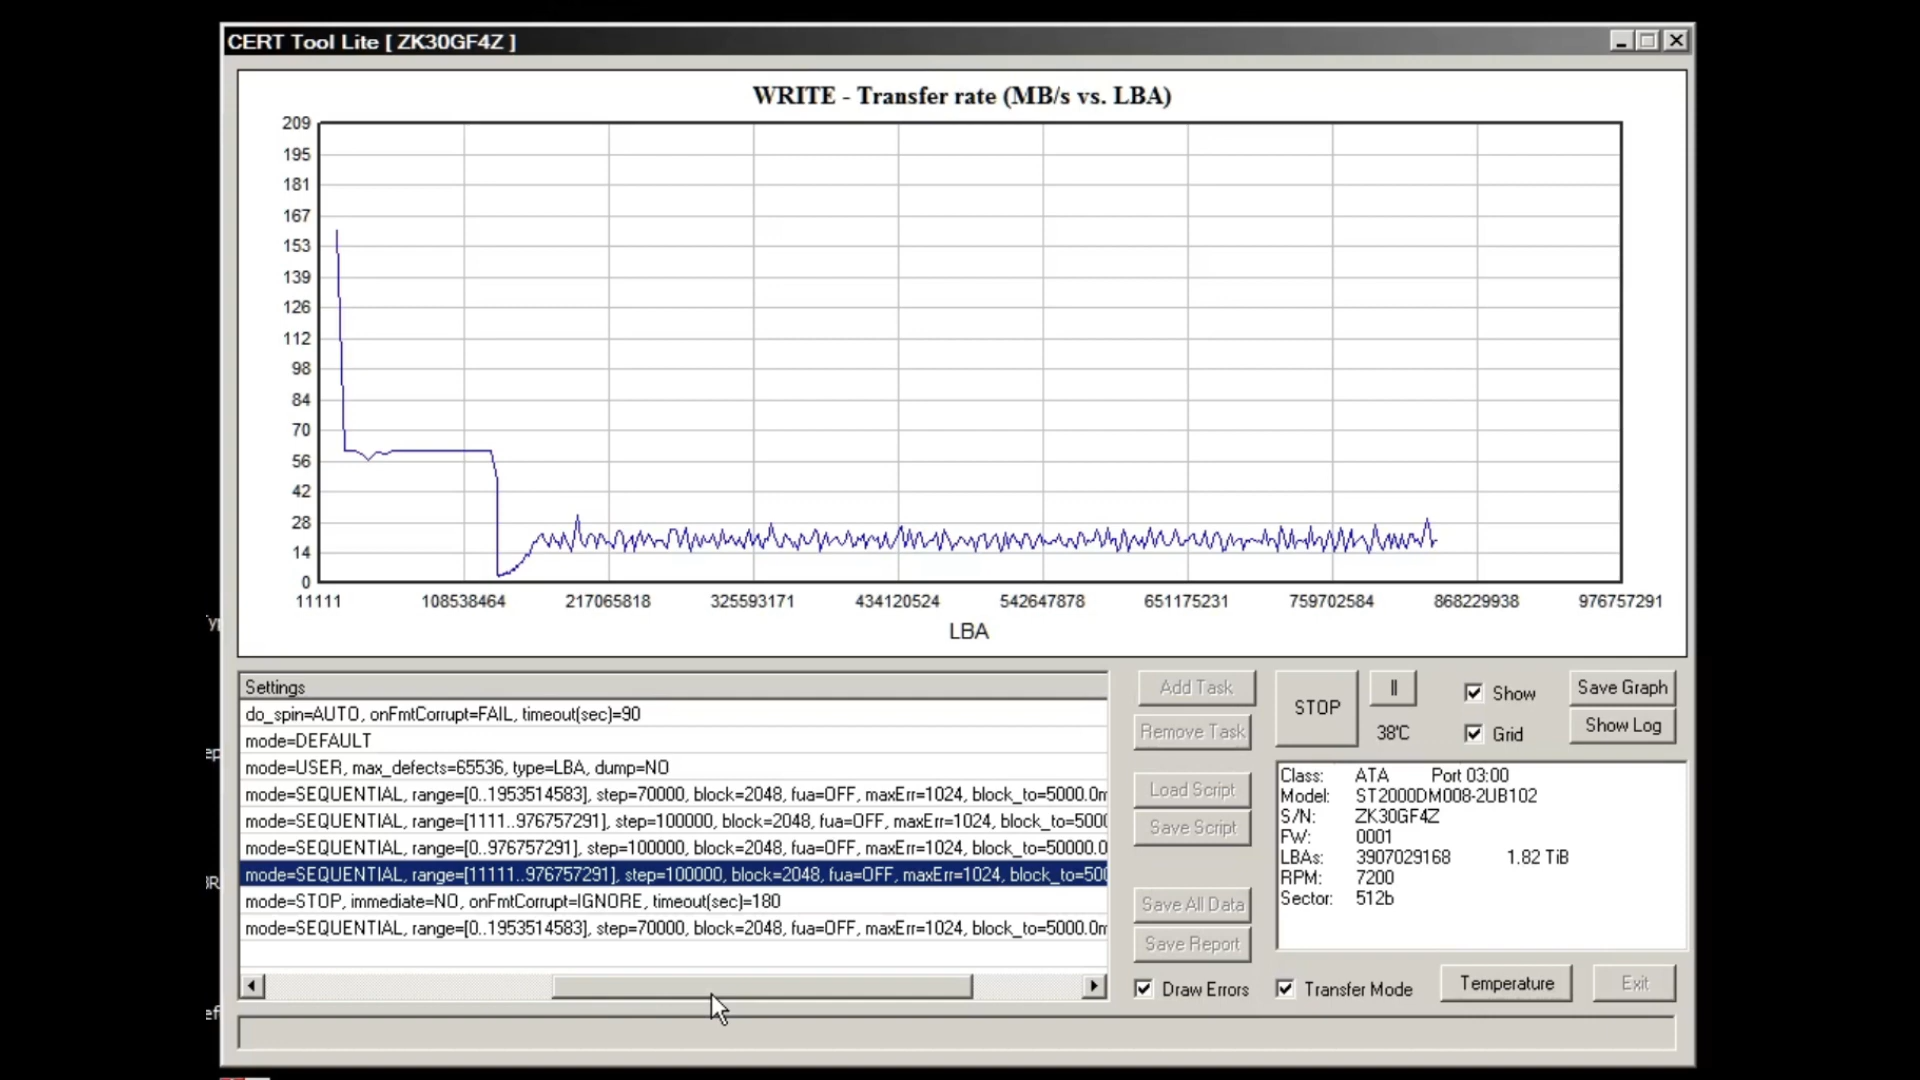 CERT Tool Lite [ ZK30GF4Z ]
WRITE - Transfer rate (MB/s vs. LBA)
209
195
181
167
153
139
126
112
98
84
70
56
42
28
14
0
11111 108538464 217065818 325593171 434120524 542647878 651175231 759702584 868229938 976757291
LBA
Settings
do_spin=AUTO, onFmtCorrupt=FAIL, timeout(sec)=90
mode=DEFAULT
mode=USER, max_defects=65536, type=LBA, dump=NO
mode=SEQUENTIAL, range=[0..1953514583], step=70000, block=2048, fua=OFF, maxErr=1024, block_to=5000.0m
mode=SEQUENTIAL, range=[1111..976757291], step=100000, block=2048, fua=OFF, maxErr=1024, block_to=5000
mode=SEQUENTIAL, range=[0..976757291], step=100000, block=2048, fua=OFF, maxErr=1024, block_to=50000.0
mode=SEQUENTIAL, range=[11111..976757291], step=100000, block=2048, fua=OFF, maxErr=1024, block_to=500
mode=STOP, immediate=NO, onFmtCorrupt=IGNORE, timeout(sec)=180
mode=SEQUENTIAL, range=[0..1953514583], step=70000, block=2048, fua=OFF, maxErr=1024, block_to=5000.0m
Add Task
Remove Task
Load Script
Save Script
Save All Data
Save Report
Draw Errors
STOP
38°C
Show
Grid
Save Graph
Show Log
Class: ATA Port 03:00
Model: ST2000DM008-2UB102
S/N: ZK30GF4Z
FW: 0001
LBAs: 3907029168 1.82 TiB
RPM: 7200
Sector: 512b
Transfer Mode
Temperature
Exit